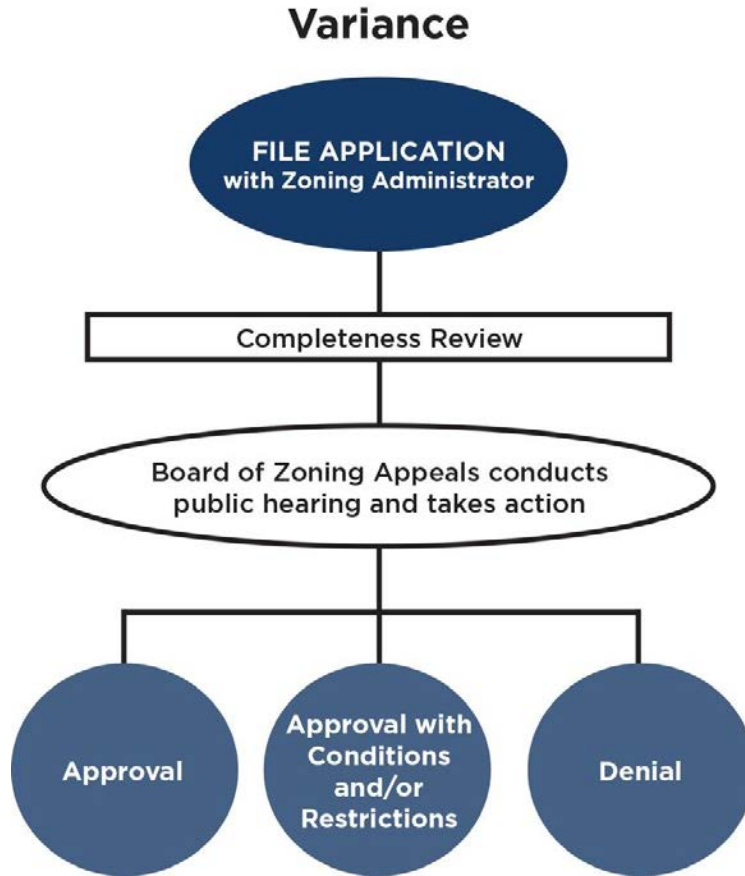 Variance
FILE APPLICATION
with Zoning Administrator
Completeness Review
Board of Zoning Appeals conducts
public hearing and takes action
Approval
Approval with
Conditions
and/or
Restrictions
Denial